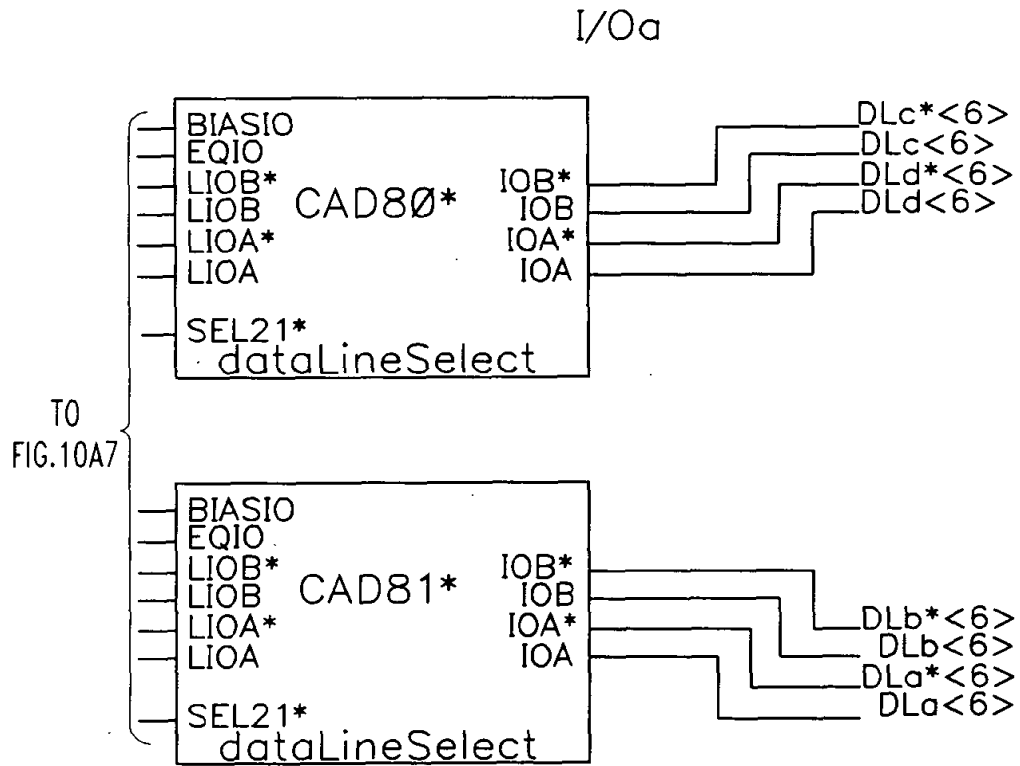 I/Oa
BIASIO
EQIO
LIOB*
LIOB
LIOA*
LIOA
SEL21*
CAD80*
IOB*
IOB
IOA*
IOA
dataLineSelect
DLc*<6>
DLc<6>
DLd*<6>
DLd<6>
TO
FIG.10A7
BIASIO
EQIO
LIOB*
LIOB
LIOA*
LIOA
SEL21*
CAD81*
IOB*
IOB
IOA*
IOA
dataLineSelect
DLb*<6>
DLb<6>
DLa*<6>
DLa<6>